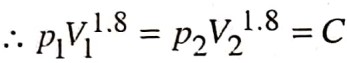 ∴ p₁V₁^1.8 = p₂V₂^1.8 = C